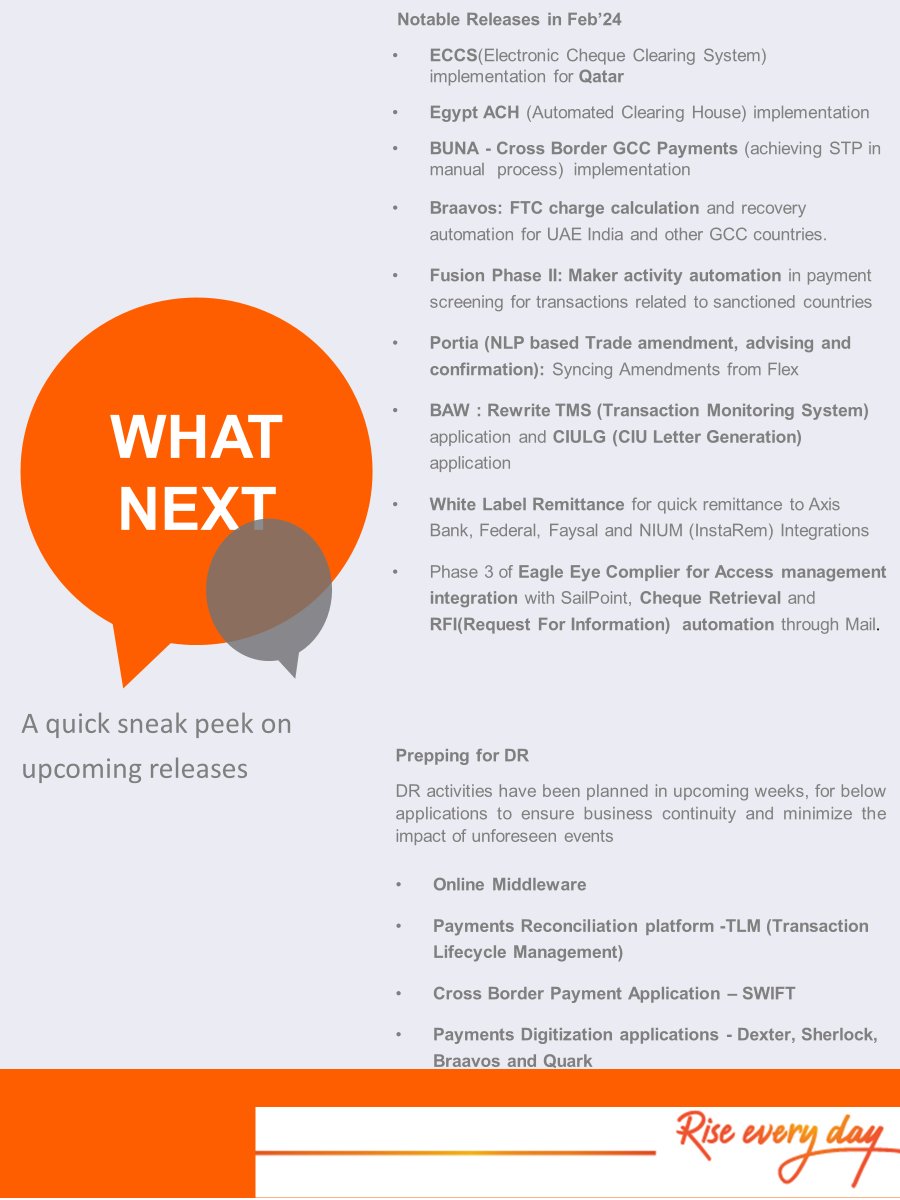 Notable Releases in Feb’24
• ECCS(Electronic Cheque Clearing System)
implementation for Qatar
• Egypt ACH (Automated Clearing House) implementation
• BUNA - Cross Border GCC Payments (achieving STP in
manual process) implementation
• Braavos: FTC charge calculation and recovery
automation for UAE India and other GCC countries.
• Fusion Phase II: Maker activity automation in payment
screening for transactions related to sanctioned countries
• Portia (NLP based Trade amendment, advising and
confirmation): Syncing Amendments from Flex
• BAW : Rewrite TMS (Transaction Monitoring System)
application and CIULG (CIU Letter Generation)
application
• White Label Remittance for quick remittance to Axis
Bank, Federal, Faysal and NIUM (InstaRem) Integrations
• Phase 3 of Eagle Eye Complier for Access management
integration with SailPoint, Cheque Retrieval and
RFI(Request For Information) automation through Mail.
WHAT
NEXT
A quick sneak peek on
upcoming releases
Prepping for DR
DR activities have been planned in upcoming weeks, for below
applications to ensure business continuity and minimize the
impact of unforeseen events
• Online Middleware
• Payments Reconciliation platform -TLM (Transaction
Lifecycle Management)
• Cross Border Payment Application – SWIFT
• Payments Digitization applications - Dexter, Sherlock,
Braavos and Quark
Rise every day